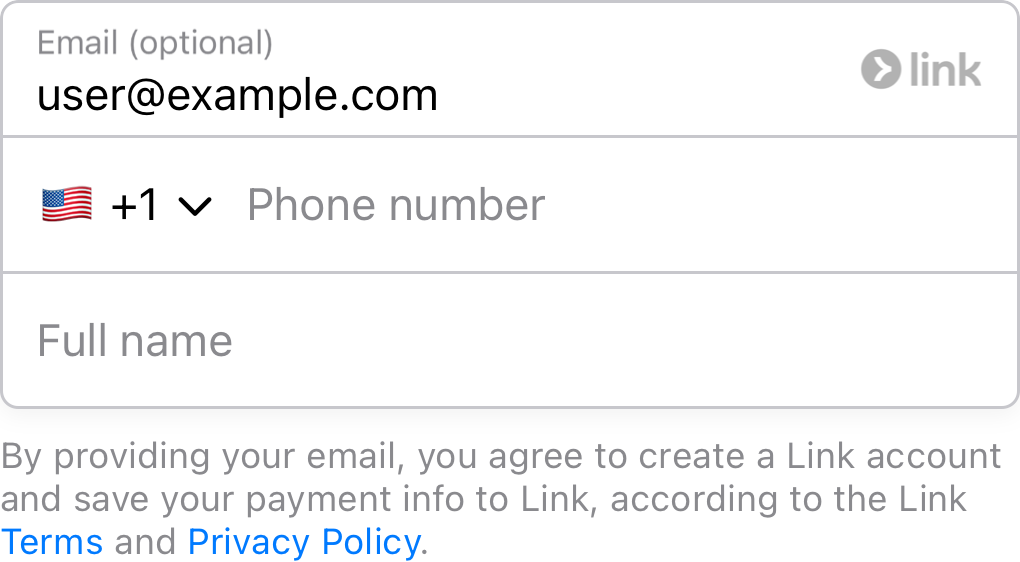 Email (optional)
user@example.com
link
+1 Phone number
Full name
By providing your email, you agree to create a Link account
and save your payment info to Link, according to the Link
Terms and Privacy Policy.